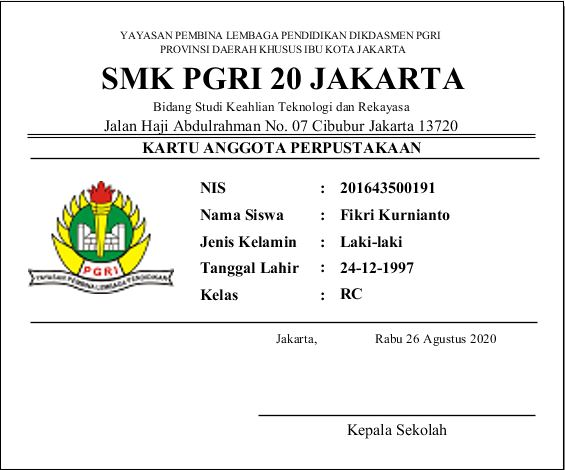 YAYASAN PEMBINA LEMBAGA PENDIDIKAN DIKDASMEN PGRI
PROVINSI DAERAH KHUSUS IBU KOTA JAKARTA
SMK PGRI 20 JAKARTA
Bidang Studi Keahlian Teknologi dan Rekayasa
Jalan Haji Abdulrahman No. 07 Cibubur Jakarta 13720
KARTU ANGGOTA PERPUSTAKAAN
PGRI
YAYASAN PEMBINA LEMBAGA PENDIDIKAN
NIS : 201643500191
Nama Siswa : Fikri Kurnianto
Jenis Kelamin : Laki-laki
Tanggal Lahir : 24-12-1997
Kelas : RC
Jakarta, Rabu 26 Agustus 2020
Kepala Sekolah